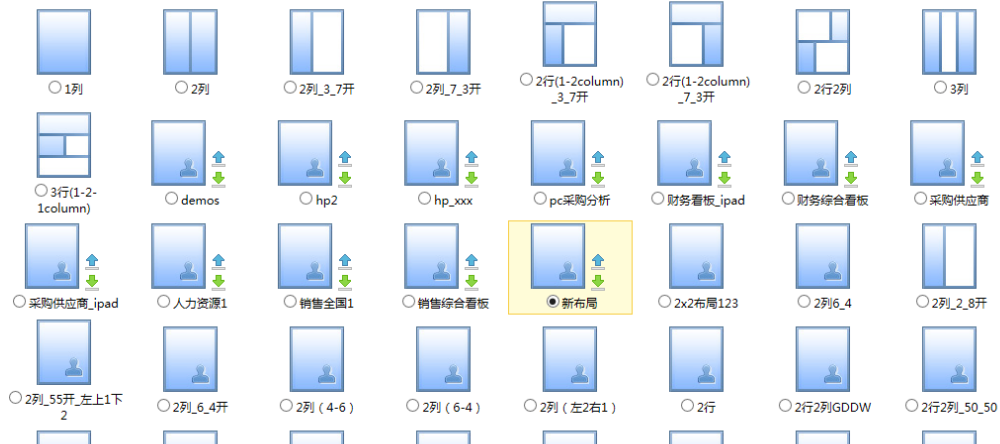 1列
2列
2列_3_7开
2列_7_3开
2行(1-2column)
_3_7开
2行(1-2column)
_7_3开
2行2列
3列
3行(1-2-
1column)
demos
hp2
hp_xxx
pc采购分析
财务看板_ipad
财务综合看板
采购供应商
采购供应商_ipad
人力资源1
销售全国1
销售综合看板
新布局
2x2布局123
2列6_4
2列_2_8开
2列_55开_左上1下
2
2列_6_4开
2列（4-6）
2列（6-4）
2列（左2右1）
2行
2行2列GDDW
2行2列_50_50